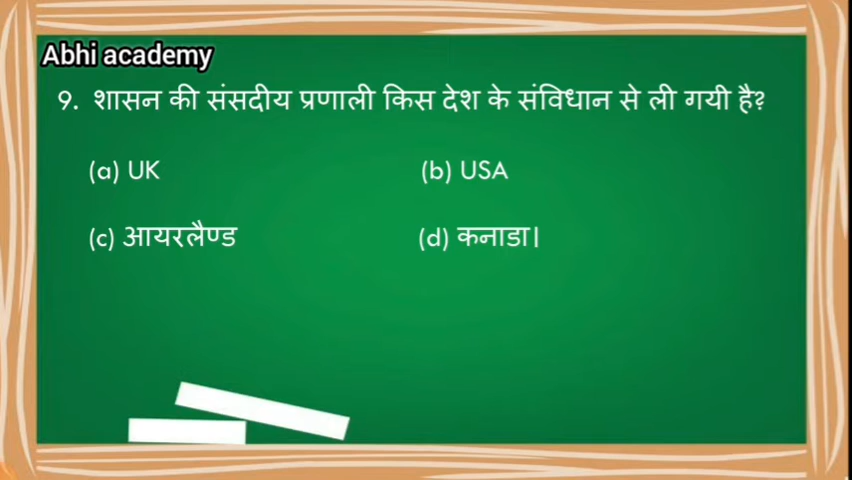 Abhi academy
9. शासन की संसदीय प्रणाली किस देश के संविधान से ली गयी है?
(a) UK (b) USA
(c) आयरलैण्ड (d) कनाडा।